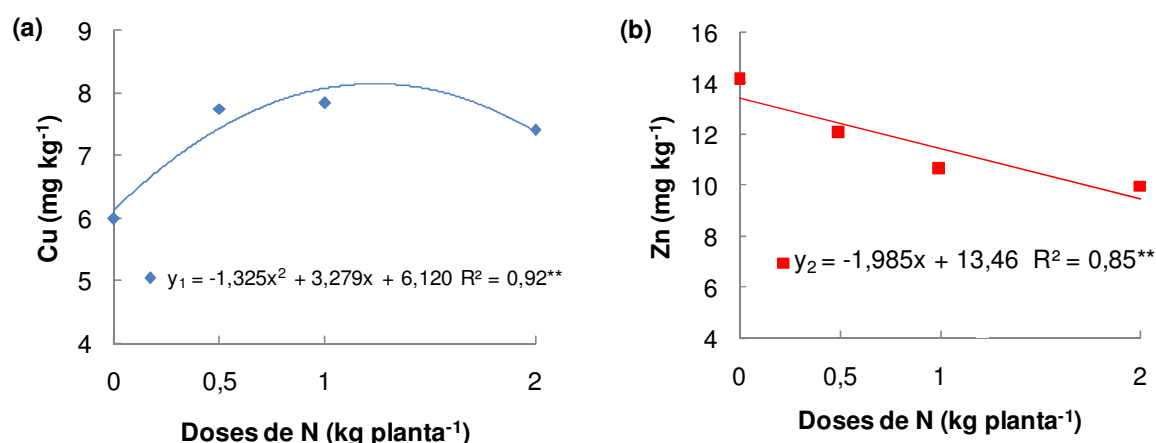 (a)
Cu (mg kg⁻¹)
9
8
7
6
5
4
y₁ = -1,325x² + 3,279x + 6,120 R² = 0,92**
0 0,5 1 2
Doses de N (kg planta⁻¹)
(b)
Zn (mg kg⁻¹)
16
14
12
10
8
6
4
y₂ = -1,985x + 13,46 R² = 0,85**
0 0,5 1 2
Doses de N (kg planta⁻¹)